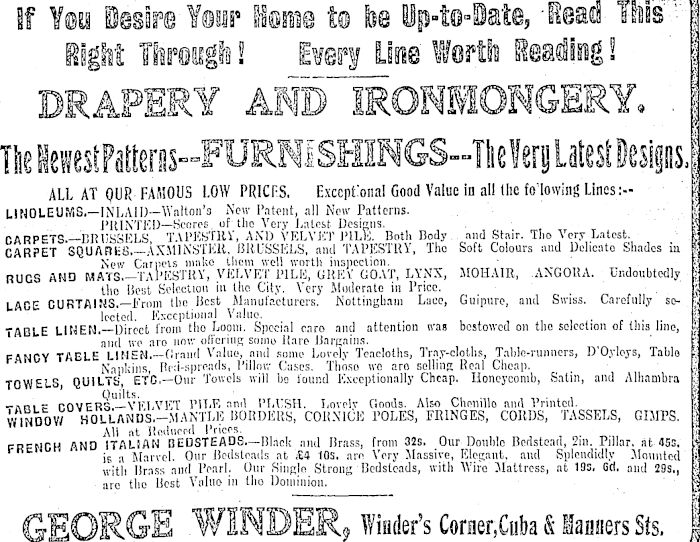 If You Desire Your Home to be Up-to-Date, Read This
Right Through! Every Line Worth Reading!
DRAPERY AND IRONMONGERY.
The Newest Patterns--FURNISHINGS--The Very Latest Designs.
ALL AT OUR FAMOUS LOW PRICES. Exceptional Good Value in all the following Lines:--
LINOLEUMS.—INLAID—Walton's New Patent, all New Patterns.
PRINTED—Scores of the Very Latest Designs.
CARPETS.—BRUSSELS, TAPESTRY, AND VELVET PILE. Both Body and Stair. The Very Latest.
CARPET SQUARES.—AXMINSTER, BRUSSELS, and TAPESTRY, The Soft Colours and Delicate Shades in
New Carpets make them well worth inspection.
RUGS AND MATS.—TAPESTRY, VELVET PILE, GREY GOAT, LYNX, MOHAIR, ANGORA. Undoubtedly
the Best Selection in the City. Very Moderate in Price.
LACE CURTAINS.—From the Best Manufacturers. Nottingham Lace, Guipure, and Swiss. Carefully se-
lected. Exceptional Value.
TABLE LINEN.—Direct from the Loom. Special care and attention was bestowed on the selection of this line,
and we are now offering some Rare Bargains.
FANCY TABLE LINEN.—Grand Value, and some Lovely Teacloths, Tray-cloths, Table-runners, D'Oyleys, Table
Napkins, Bed-spreads, Pillow Cases. Those we are selling Real Cheap.
TOWELS, QUILTS, ETC.—Our Towels will be found Exceptionally Cheap. Honeycomb, Satin, and Alhambra
Quilts.
TABLE COVERS.—VELVET PILE and PLUSH. Lovely Goods. Also Chenille and Printed.
WINDOW HOLLANDS.—MANTLE BORDERS, CORNICE POLES, FRINGES, CORDS, TASSELS, GIMPS.
All at Reduced Prices.
FRENCH AND ITALIAN BEDSTEADS.—Black and Brass, from 32s. Our Double Bedstead, 2in. Pillar, at 45s.
is a Marvel. Our Bedsteads at £4 10s. are Very Massive, Elegant, and Splendidly Mounted
with Brass and Pearl. Our Single Strong Bedsteads, with Wire Mattress, at 19s. 6d. and 29s.,
are the Best Value in the Dominion.
GEORGE WINDER, Winder's Corner, Cuba & Manners Sts.